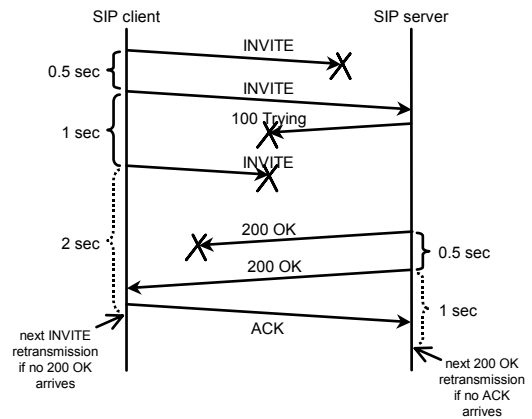 SIP client
SIP server
INVITE
0.5 sec
INVITE
100 Trying
1 sec
INVITE
200 OK
2 sec
0.5 sec
200 OK
1 sec
ACK
next INVITE
retransmission
if no 200 OK
arrives
next 200 OK
retransmission
if no ACK
arrives